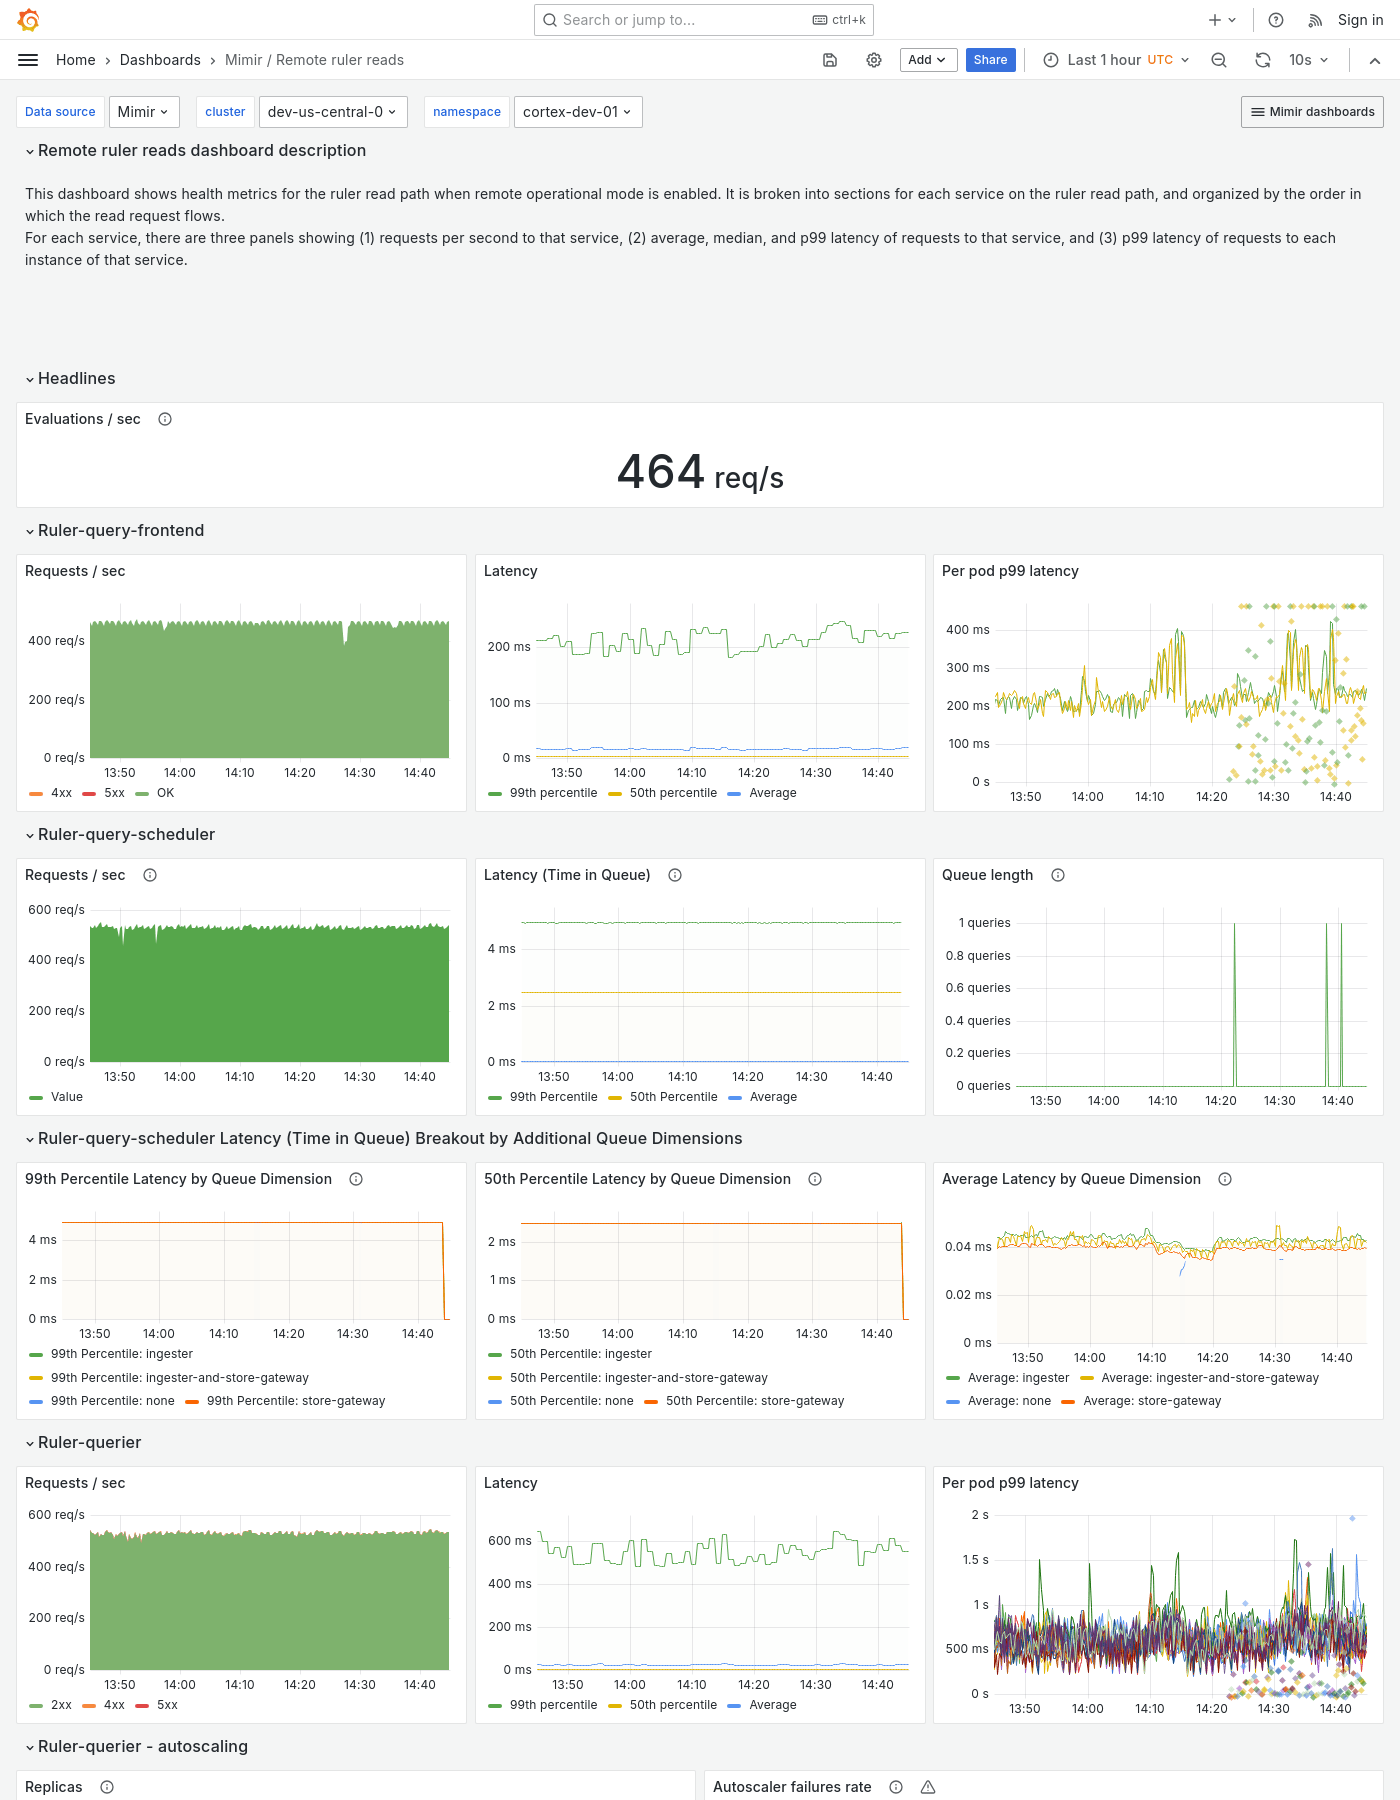 Search or jump to...
ctrl+k
Sign in
Home › Dashboards › Mimir / Remote ruler reads
Add
Share
Last 1 hour UTC
10s
Data source Mimir
cluster dev-us-central-0
namespace cortex-dev-01
Mimir dashboards
Remote ruler reads dashboard description
This dashboard shows health metrics for the ruler read path when remote operational mode is enabled. It is broken into sections for each service on the ruler read path, and organized by the order in
which the read request flows.
For each service, there are three panels showing (1) requests per second to that service, (2) average, median, and p99 latency of requests to that service, and (3) p99 latency of requests to each
instance of that service.
Headlines
Evaluations / sec
464 req/s
Ruler-query-frontend
Requests / sec
400 req/s
200 req/s
0 req/s
13:50 14:00 14:10 14:20 14:30 14:40
4xx 5xx OK
Latency
200 ms
100 ms
0 ms
13:50 14:00 14:10 14:20 14:30 14:40
99th percentile 50th percentile Average
Per pod p99 latency
400 ms
300 ms
200 ms
100 ms
0 s
13:50 14:00 14:10 14:20 14:30 14:40
Ruler-query-scheduler
Requests / sec
600 req/s
400 req/s
200 req/s
0 req/s
13:50 14:00 14:10 14:20 14:30 14:40
Value
Latency (Time in Queue)
4 ms
2 ms
0 ms
13:50 14:00 14:10 14:20 14:30 14:40
99th Percentile 50th Percentile Average
Queue length
1 queries
0.8 queries
0.6 queries
0.4 queries
0.2 queries
0 queries
13:50 14:00 14:10 14:20 14:30 14:40
Ruler-query-scheduler Latency (Time in Queue) Breakout by Additional Queue Dimensions
99th Percentile Latency by Queue Dimension
4 ms
2 ms
0 ms
13:50 14:00 14:10 14:20 14:30 14:40
99th Percentile: ingester
99th Percentile: ingester-and-store-gateway
99th Percentile: none 99th Percentile: store-gateway
50th Percentile Latency by Queue Dimension
2 ms
1 ms
0 ms
13:50 14:00 14:10 14:20 14:30 14:40
50th Percentile: ingester
50th Percentile: ingester-and-store-gateway
50th Percentile: none 50th Percentile: store-gateway
Average Latency by Queue Dimension
0.04 ms
0.02 ms
0 ms
13:50 14:00 14:10 14:20 14:30 14:40
Average: ingester Average: ingester-and-store-gateway
Average: none Average: store-gateway
Ruler-querier
Requests / sec
600 req/s
400 req/s
200 req/s
0 req/s
13:50 14:00 14:10 14:20 14:30 14:40
2xx 4xx 5xx
Latency
600 ms
400 ms
200 ms
0 ms
13:50 14:00 14:10 14:20 14:30 14:40
99th percentile 50th percentile Average
Per pod p99 latency
2 s
1.5 s
1 s
500 ms
0 s
13:50 14:00 14:10 14:20 14:30 14:40
Ruler-querier - autoscaling
Replicas
Autoscaler failures rate